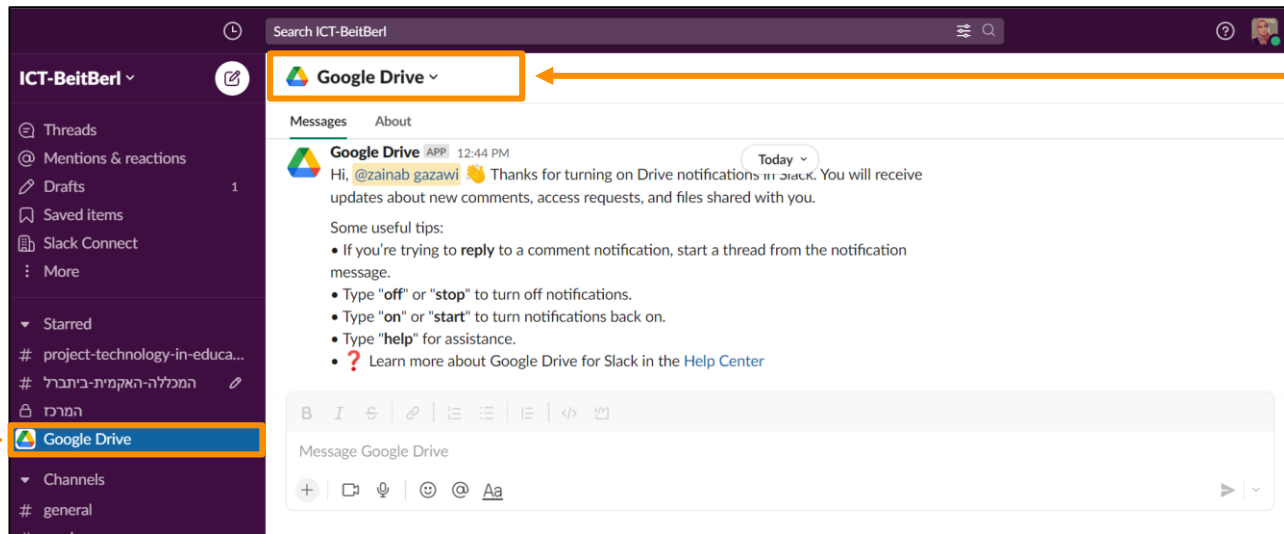 Search ICT-BeitBerl
ICT-BeitBerl
Threads
Mentions & reactions
Drafts 1
Saved items
Slack Connect
More
Starred
# project-technology-in-educa...
# המכללה-האקמית-ביתברל
המרכז
Google Drive
Channels
# general
Google Drive
Messages About
Google Drive APP 12:44 PM
Today
Hi, @zainab gazawi 👋 Thanks for turning on Drive notifications in Slack. You will receive
updates about new comments, access requests, and files shared with you.
Some useful tips:
• If you're trying to reply to a comment notification, start a thread from the notification
message.
• Type "off" or "stop" to turn off notifications.
• Type "on" or "start" to turn notifications back on.
• Type "help" for assistance.
• ❓ Learn more about Google Drive for Slack in the Help Center
B I S
Message Google Drive
+ @ Aa